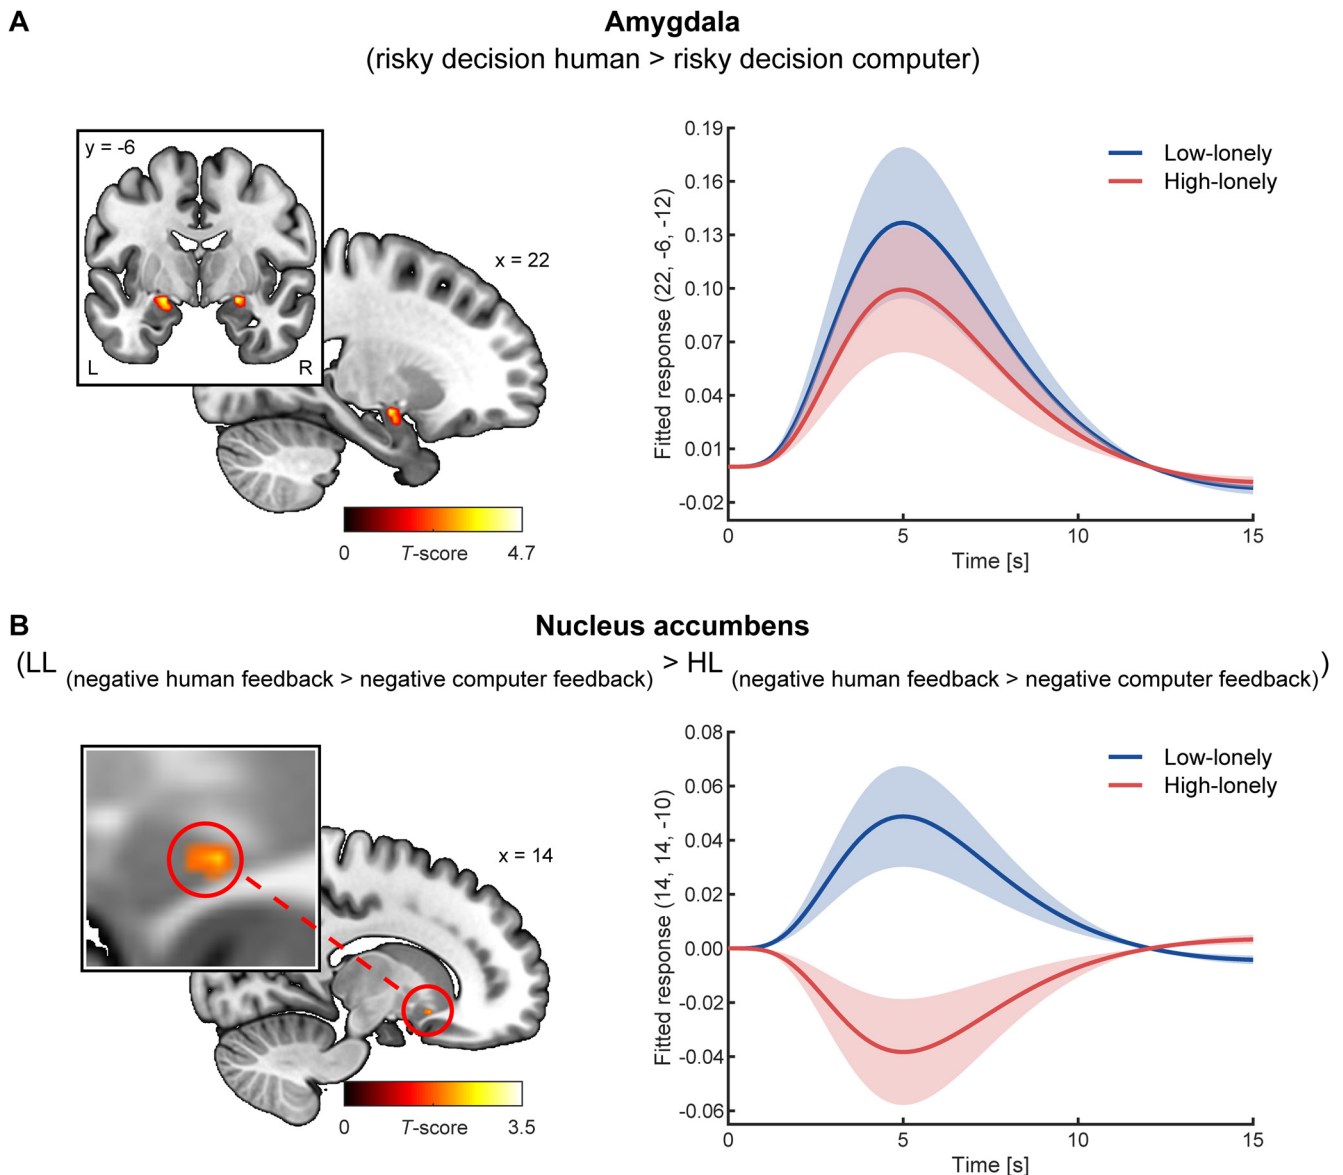 A
Amygdala
(risky decision human > risky decision computer)
y = -6
L
R
x = 22
0
T-score
4.7
Fitted response (22, -6, -12)
0.19
0.16
0.13
0.10
0.07
0.04
0.01
-0.02
Low-lonely
High-lonely
0
5
10
15
Time [s]
B
Nucleus accumbens
(LL (negative human feedback > negative computer feedback) > HL (negative human feedback > negative computer feedback))
x = 14
0
T-score
3.5
Fitted response (14, 14, -10)
0.08
0.06
0.04
0.02
0.00
-0.02
-0.04
-0.06
Low-lonely
High-lonely
0
5
10
15
Time [s]